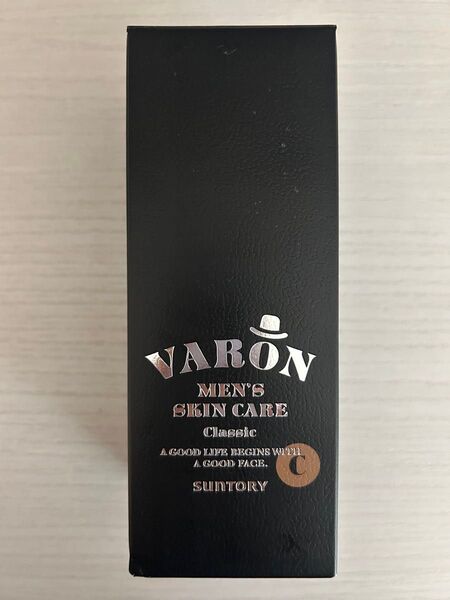 VARON
MEN'S
SKIN CARE
Classic
A GOOD LIFE BEGINS WITH
A GOOD FACE.
C
SUNTORY